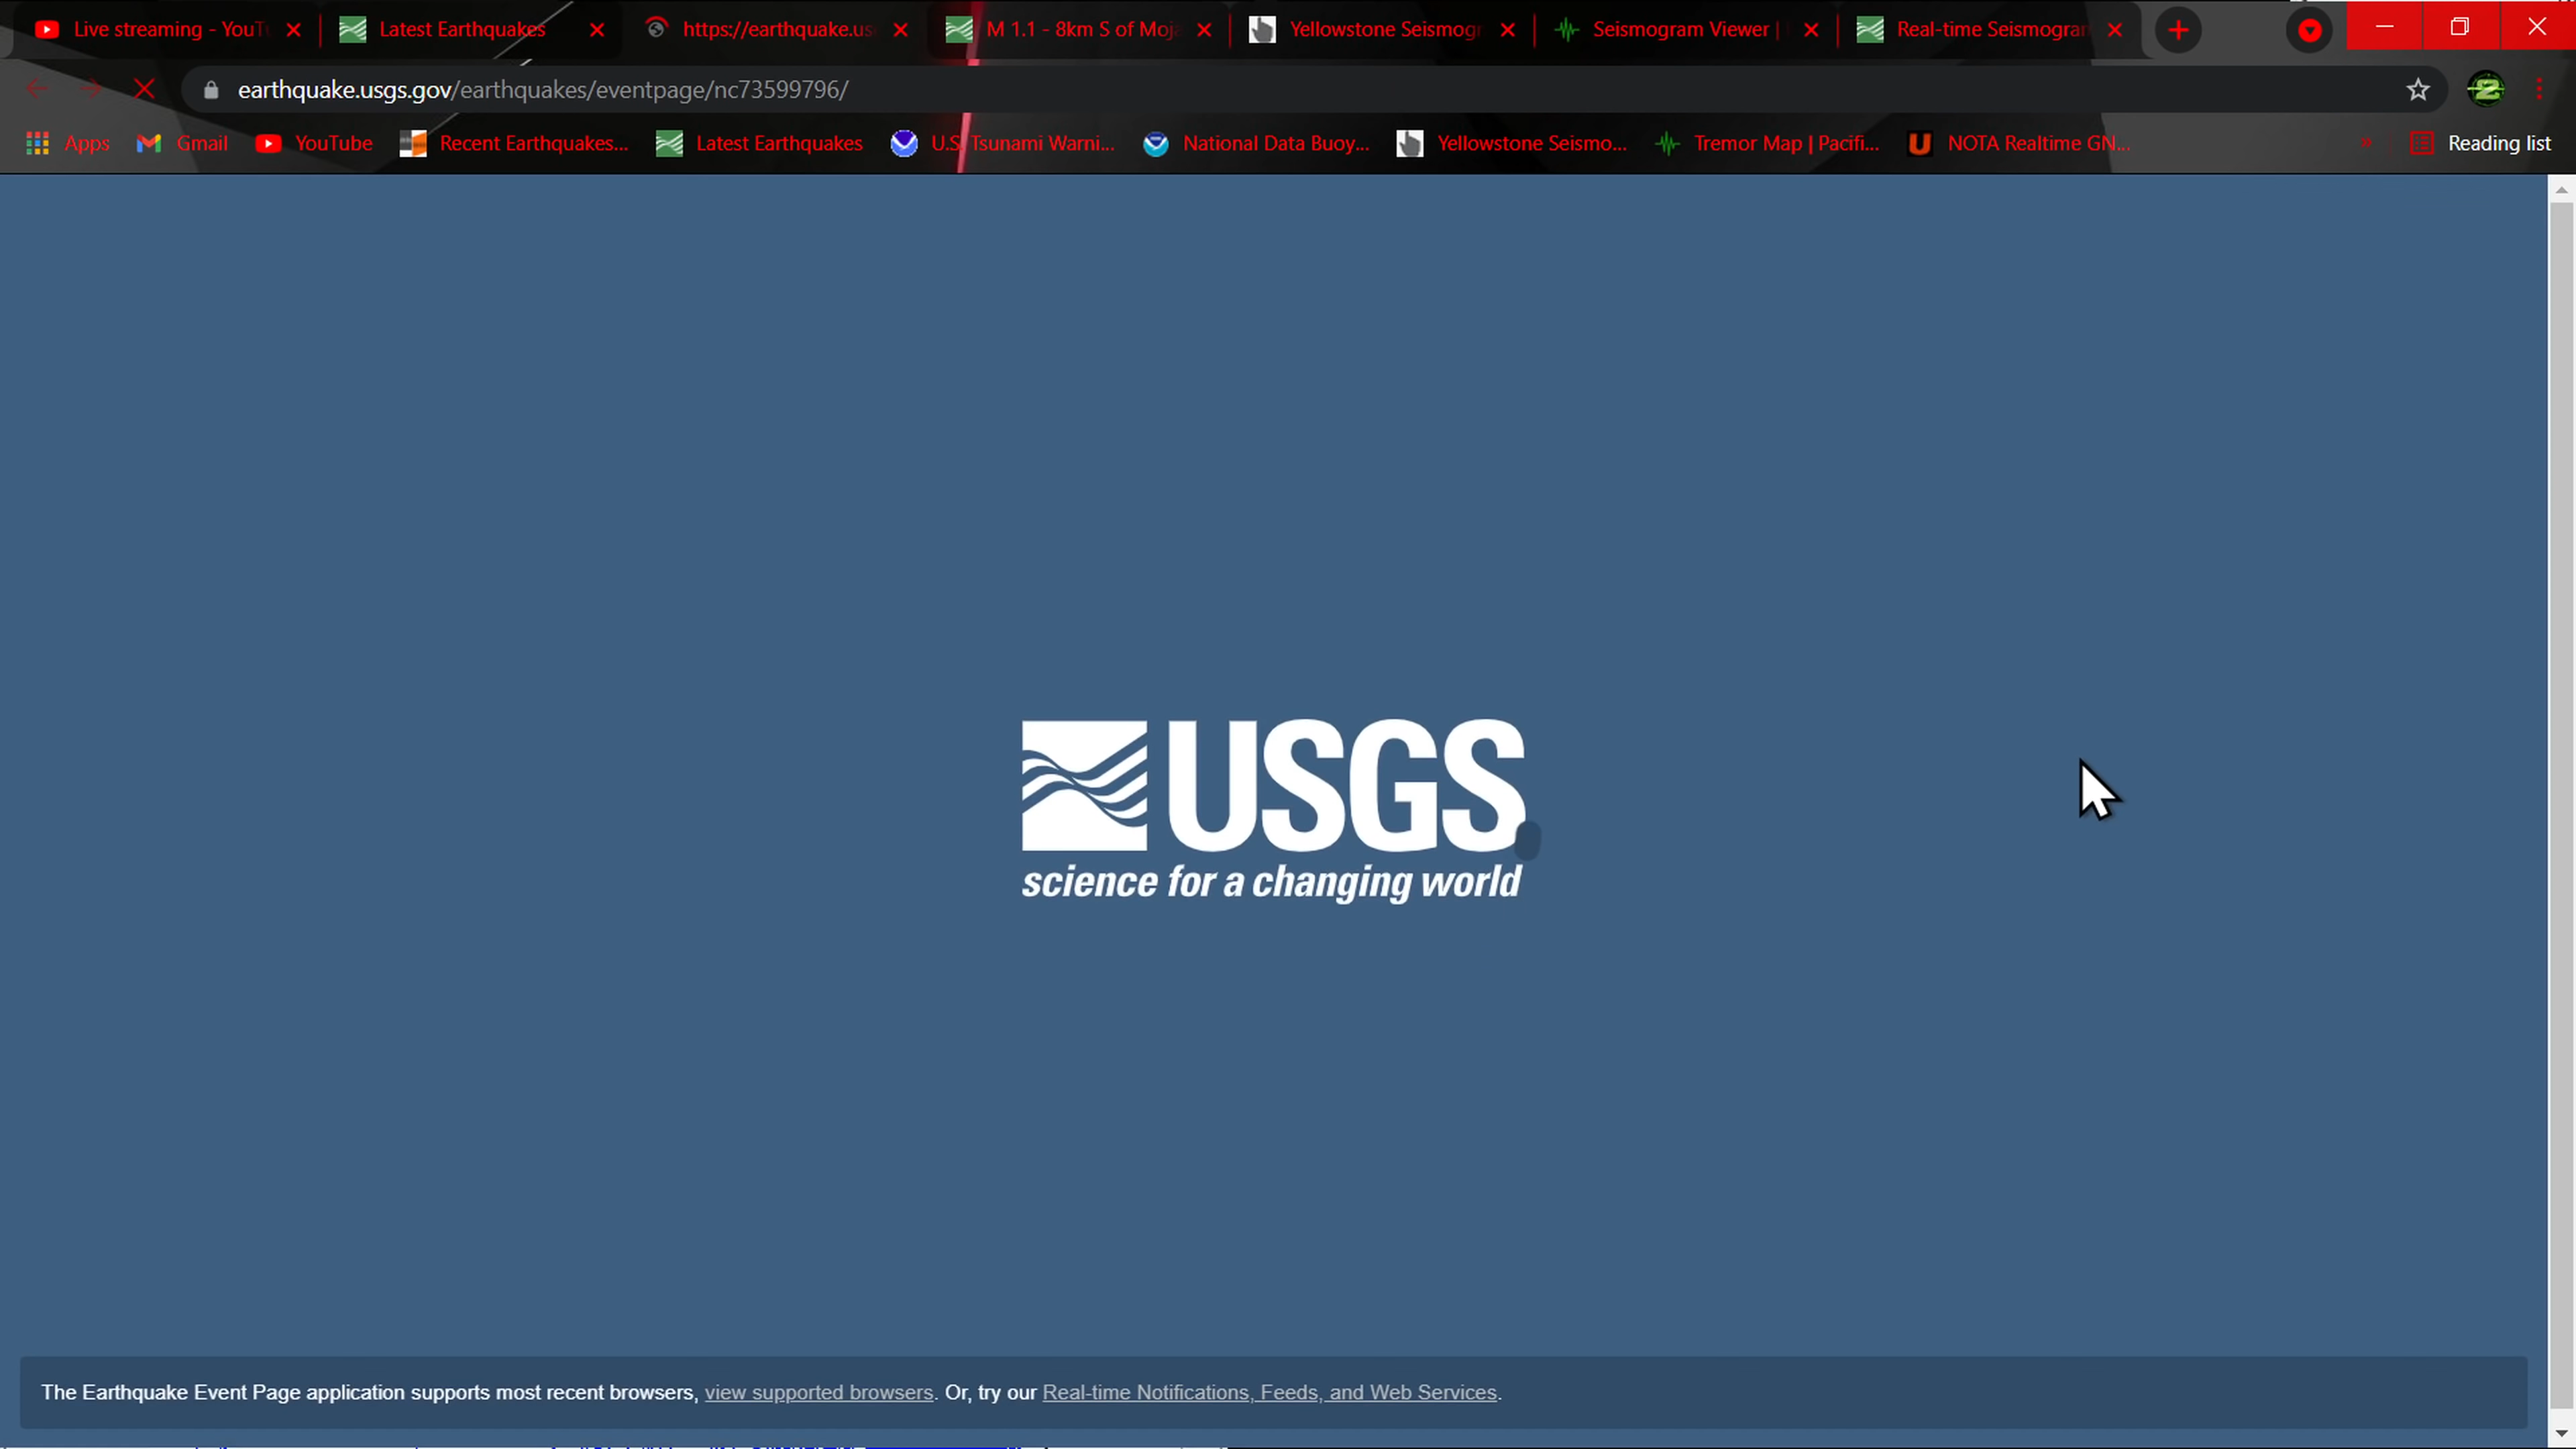 Live streaming - YouT
Latest Earthquakes
https://earthquake.us
M 1.1 - 8km S of Moja
Yellowstone Seismogr
Seismogram Viewer |
Real-time Seismogram
earthquake.usgs.gov/earthquakes/eventpage/nc73599796/
Apps
Gmail
YouTube
Recent Earthquakes...
Latest Earthquakes
U.S. Tsunami Warni...
National Data Buoy...
Yellowstone Seismo...
Tremor Map | Pacifi...
NOTA Realtime GN...
Reading list
USGS
science for a changing world
The Earthquake Event Page application supports most recent browsers, view supported browsers. Or, try our Real-time Notifications, Feeds, and Web Services.